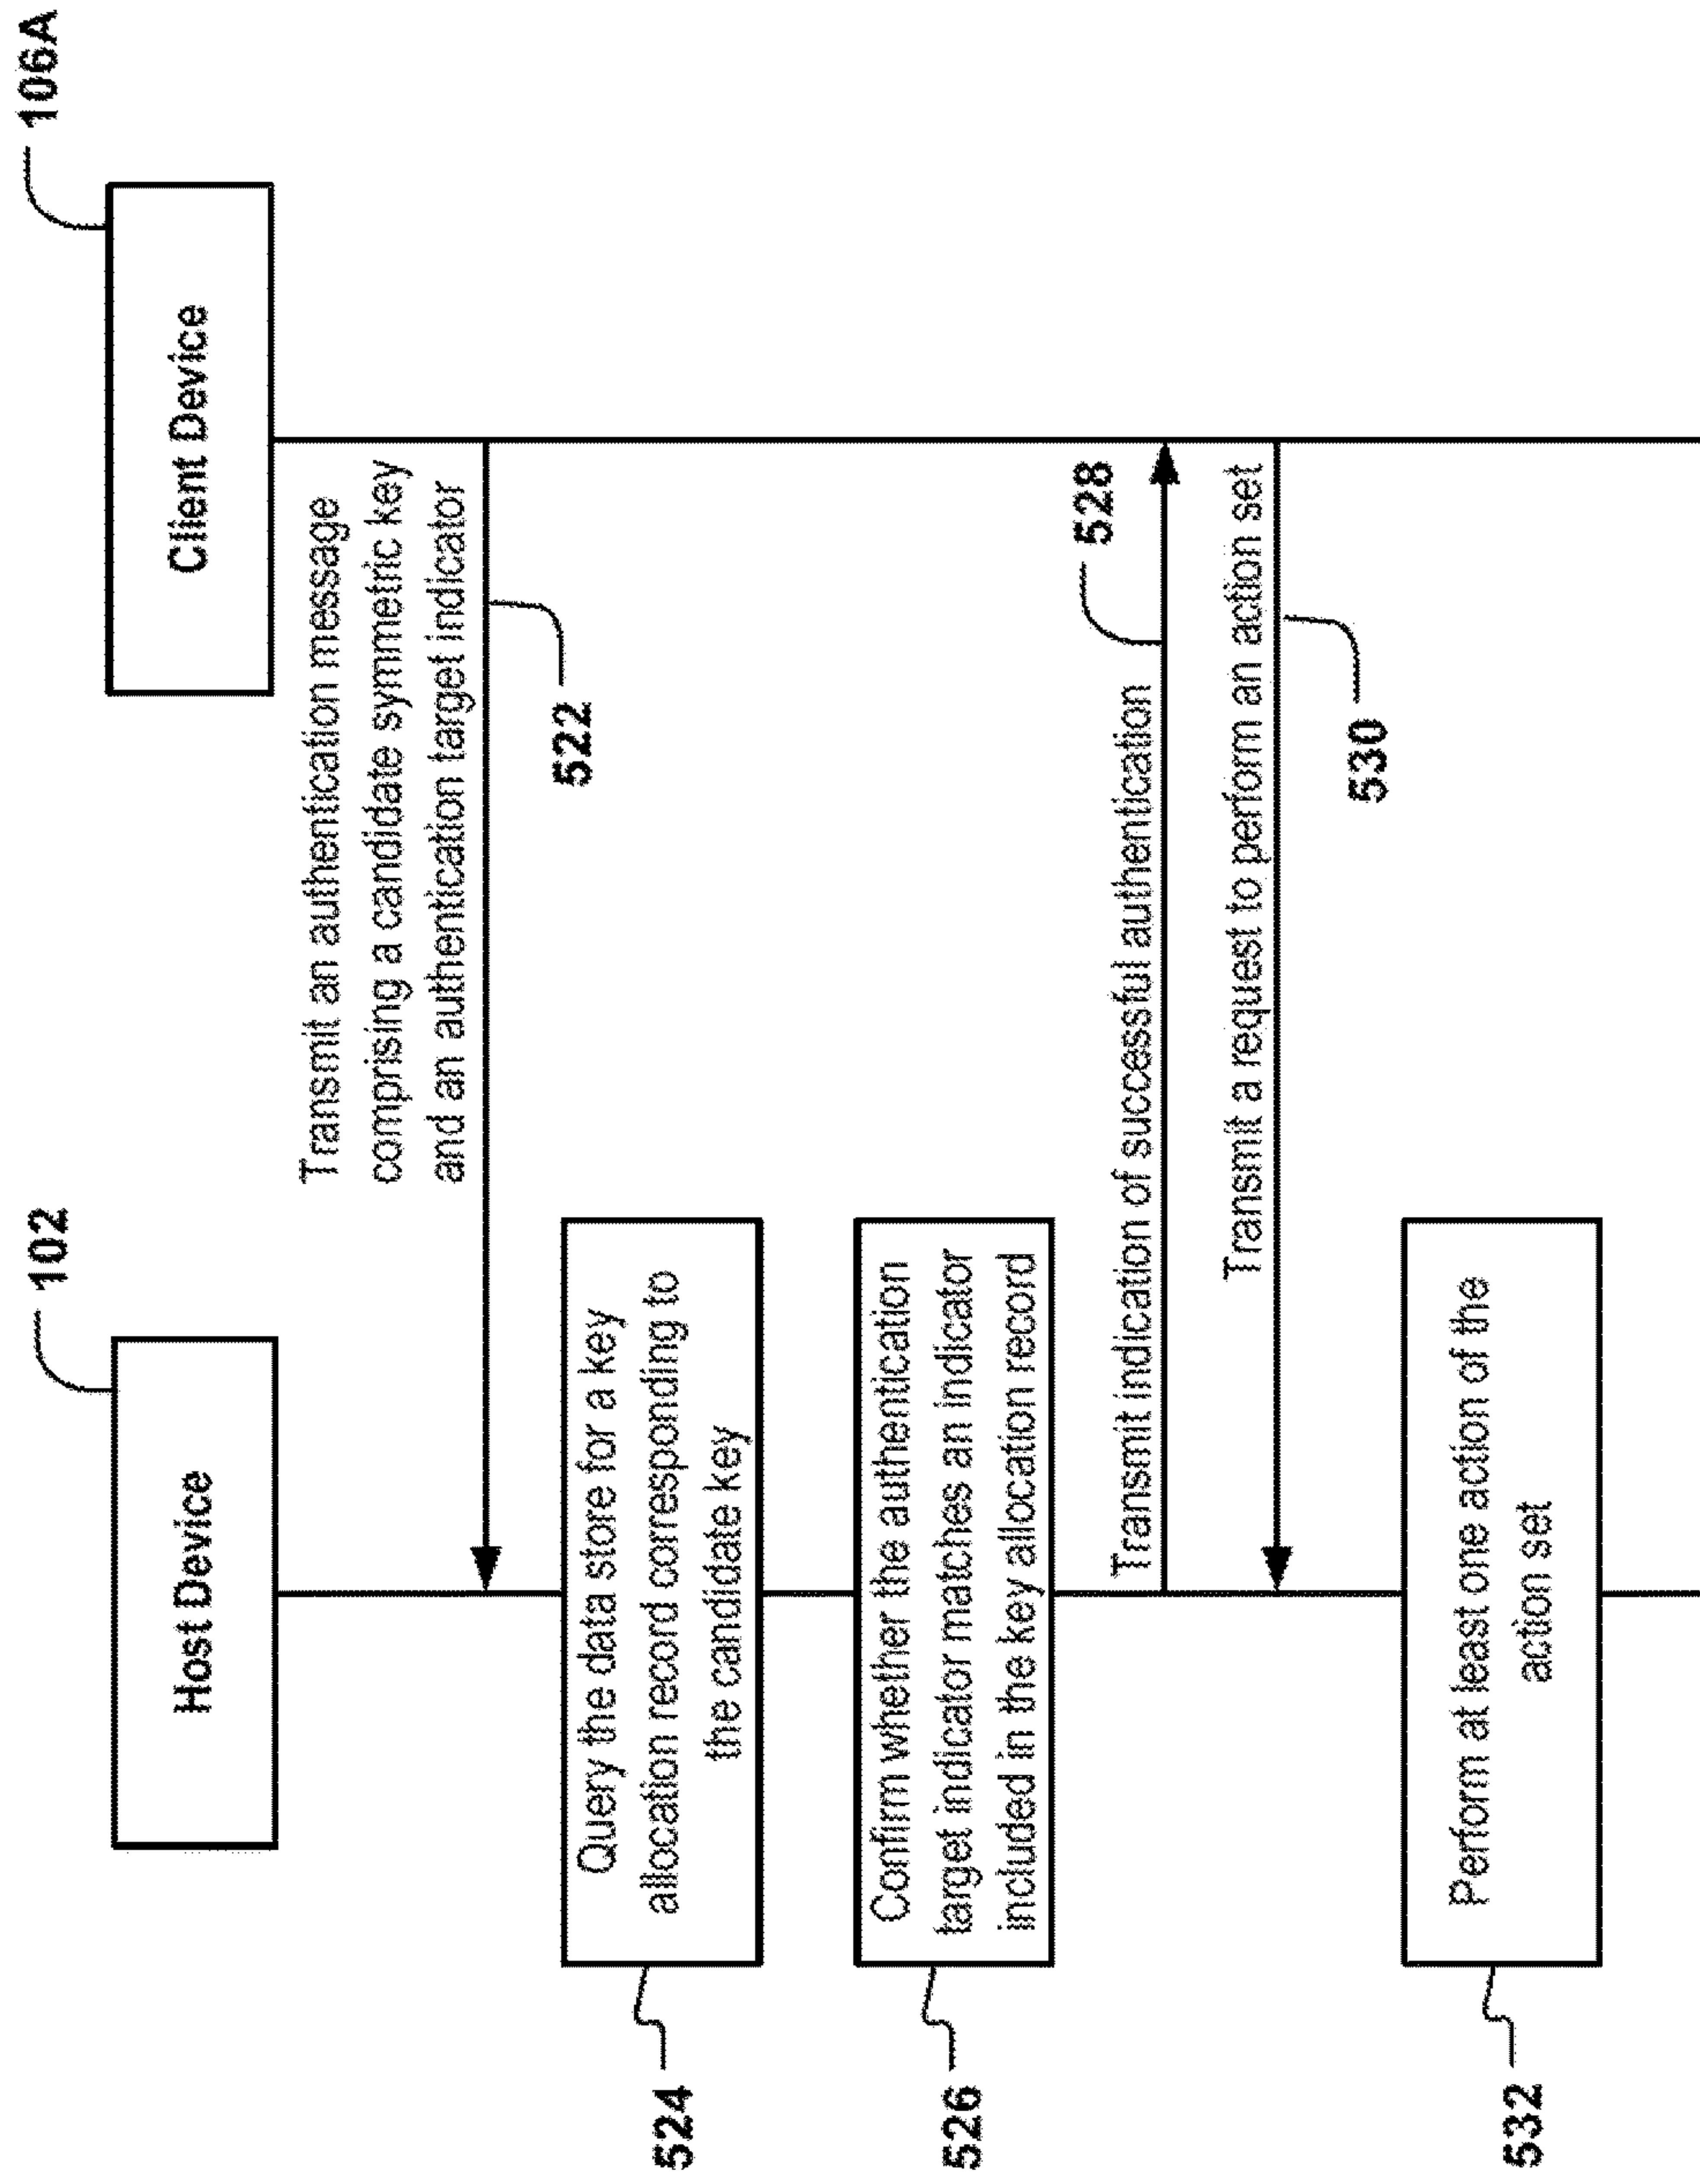 102
106A
Host Device
Client Device
Transmit an authentication message
comprising a candidate symmetric key
and an authentication target indicator
522
524
Query the data store for a key
allocation record corresponding to
the candidate key
526
Confirm whether the authentication
target indicator matches an indicator
included in the key allocation record
528
Transmit indication of successful authentication
Transmit a request to perform an action set
530
532
Perform at least one action of the
action set